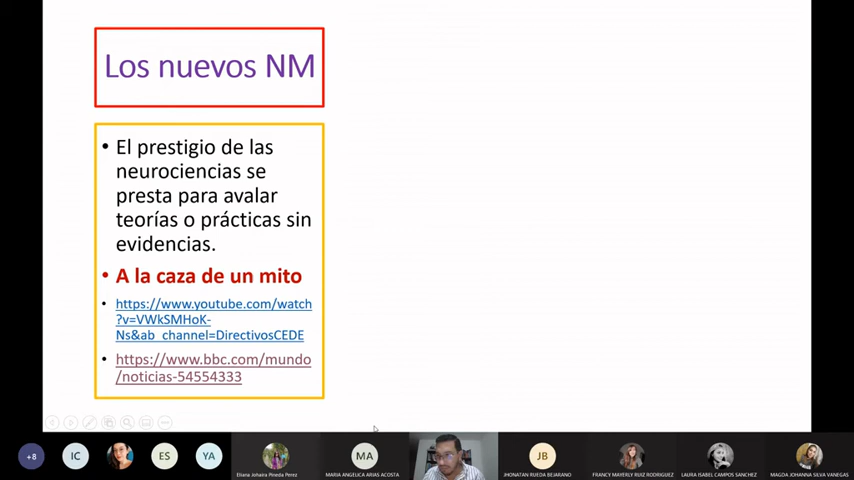 Los nuevos NM
• El prestigio de las
neurociencias se
presta para avalar
teorías o prácticas sin
evidencias.
• A la caza de un mito
• https://www.youtube.com/watch
?v=VWkSMHoK-
Ns&ab_channel=DirectivosCEDE
• https://www.bbc.com/mundo
/noticias-54554333
+8
IC
ES
YA
MA
JB
Eliana Johaira Pineda Perez
MARIA ANGELICA ARIAS ACOSTA
JHONATAN RUEDA BEJARANO
FRANCY MAYERLY RUIZ RODRIGUEZ
LAURA ISABEL CAMPOS SANCHEZ
MAGDA JOHANNA SILVA VANEGAS